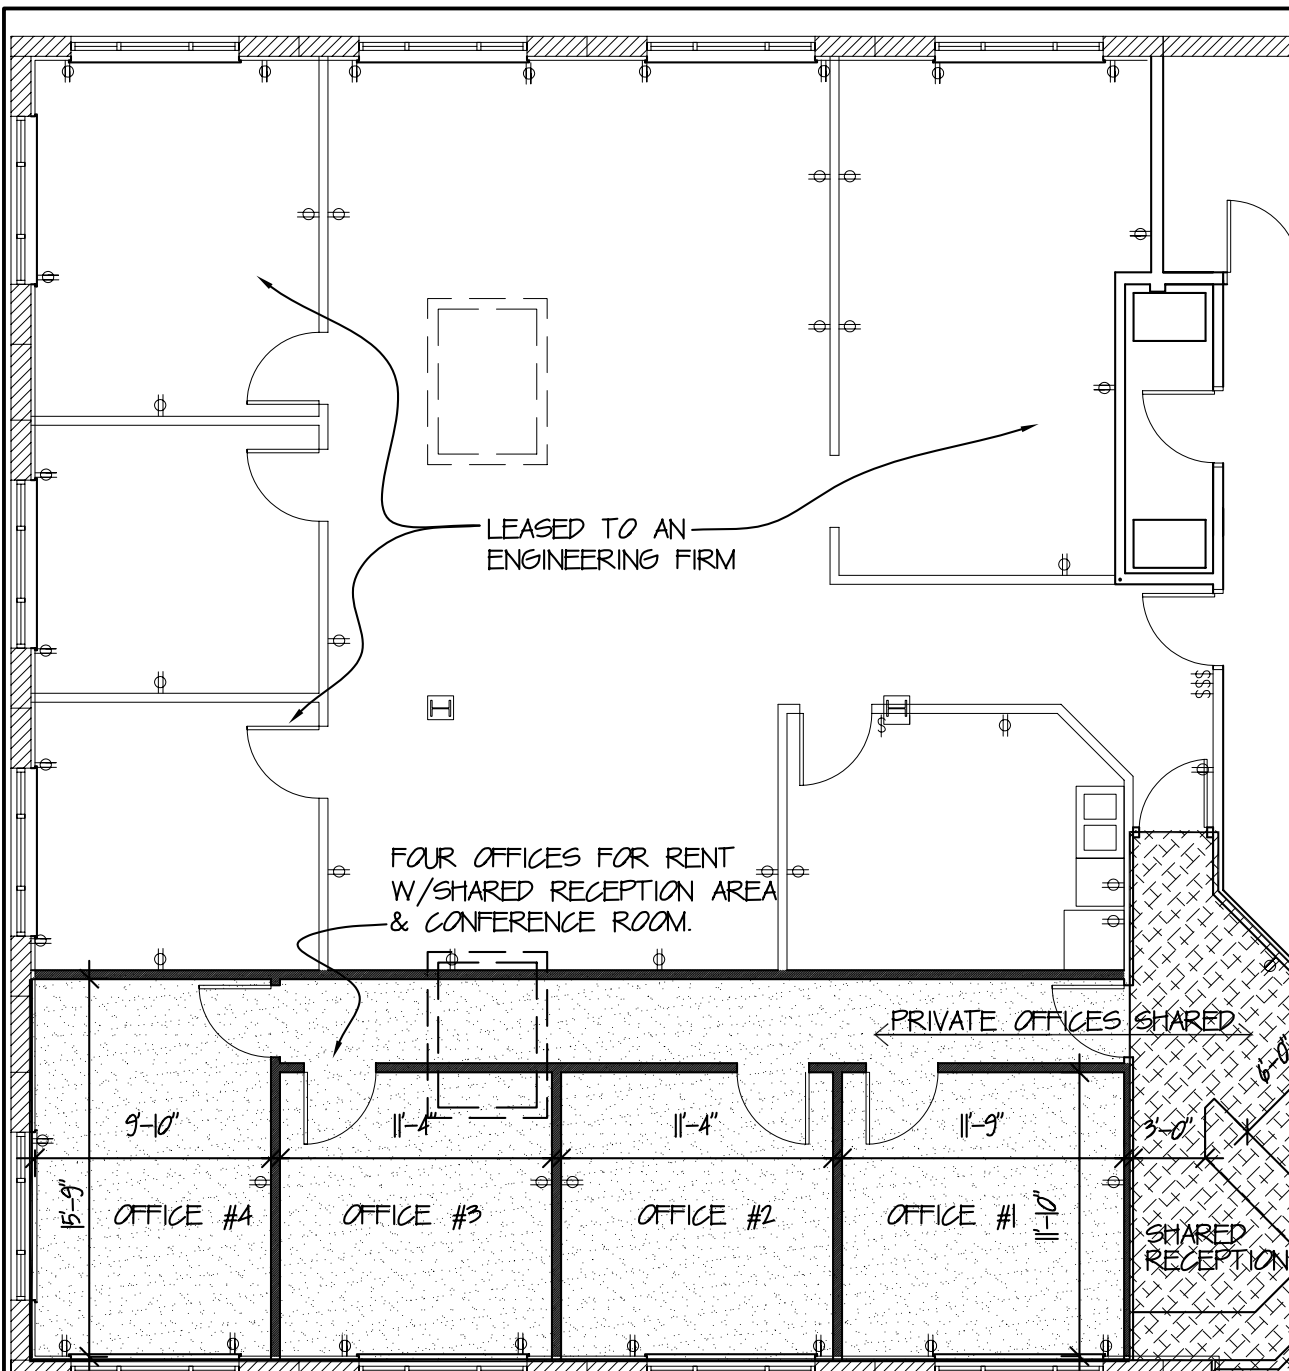 LEASED TO AN
ENGINEERING FIRM
$$$
$
FOUR OFFICES FOR RENT
W/SHARED RECEPTION AREA
& CONFERENCE ROOM.
PRIVATE OFFICES SHARED
6'-0"
9'-10"
11'-4"
11'-4"
11'-9"
3'-0"
15'-9"
OFFICE #4
OFFICE #3
OFFICE #2
OFFICE #1
11'-10"
SHARED
RECEPTION